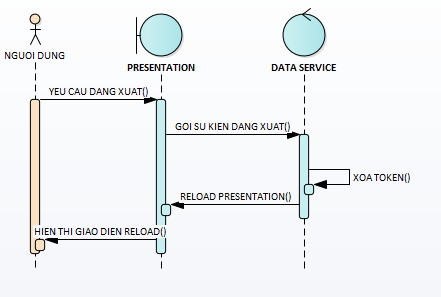 NGUOI DUNG
PRESENTATION
DATA SERVICE
YEU CAU DANG XUAT()
GOI SU KIEN DANG XUAT()
XOA TOKEN()
RELOAD PRESENTATION()
HIEN THI GIAO DIEN RELOAD()